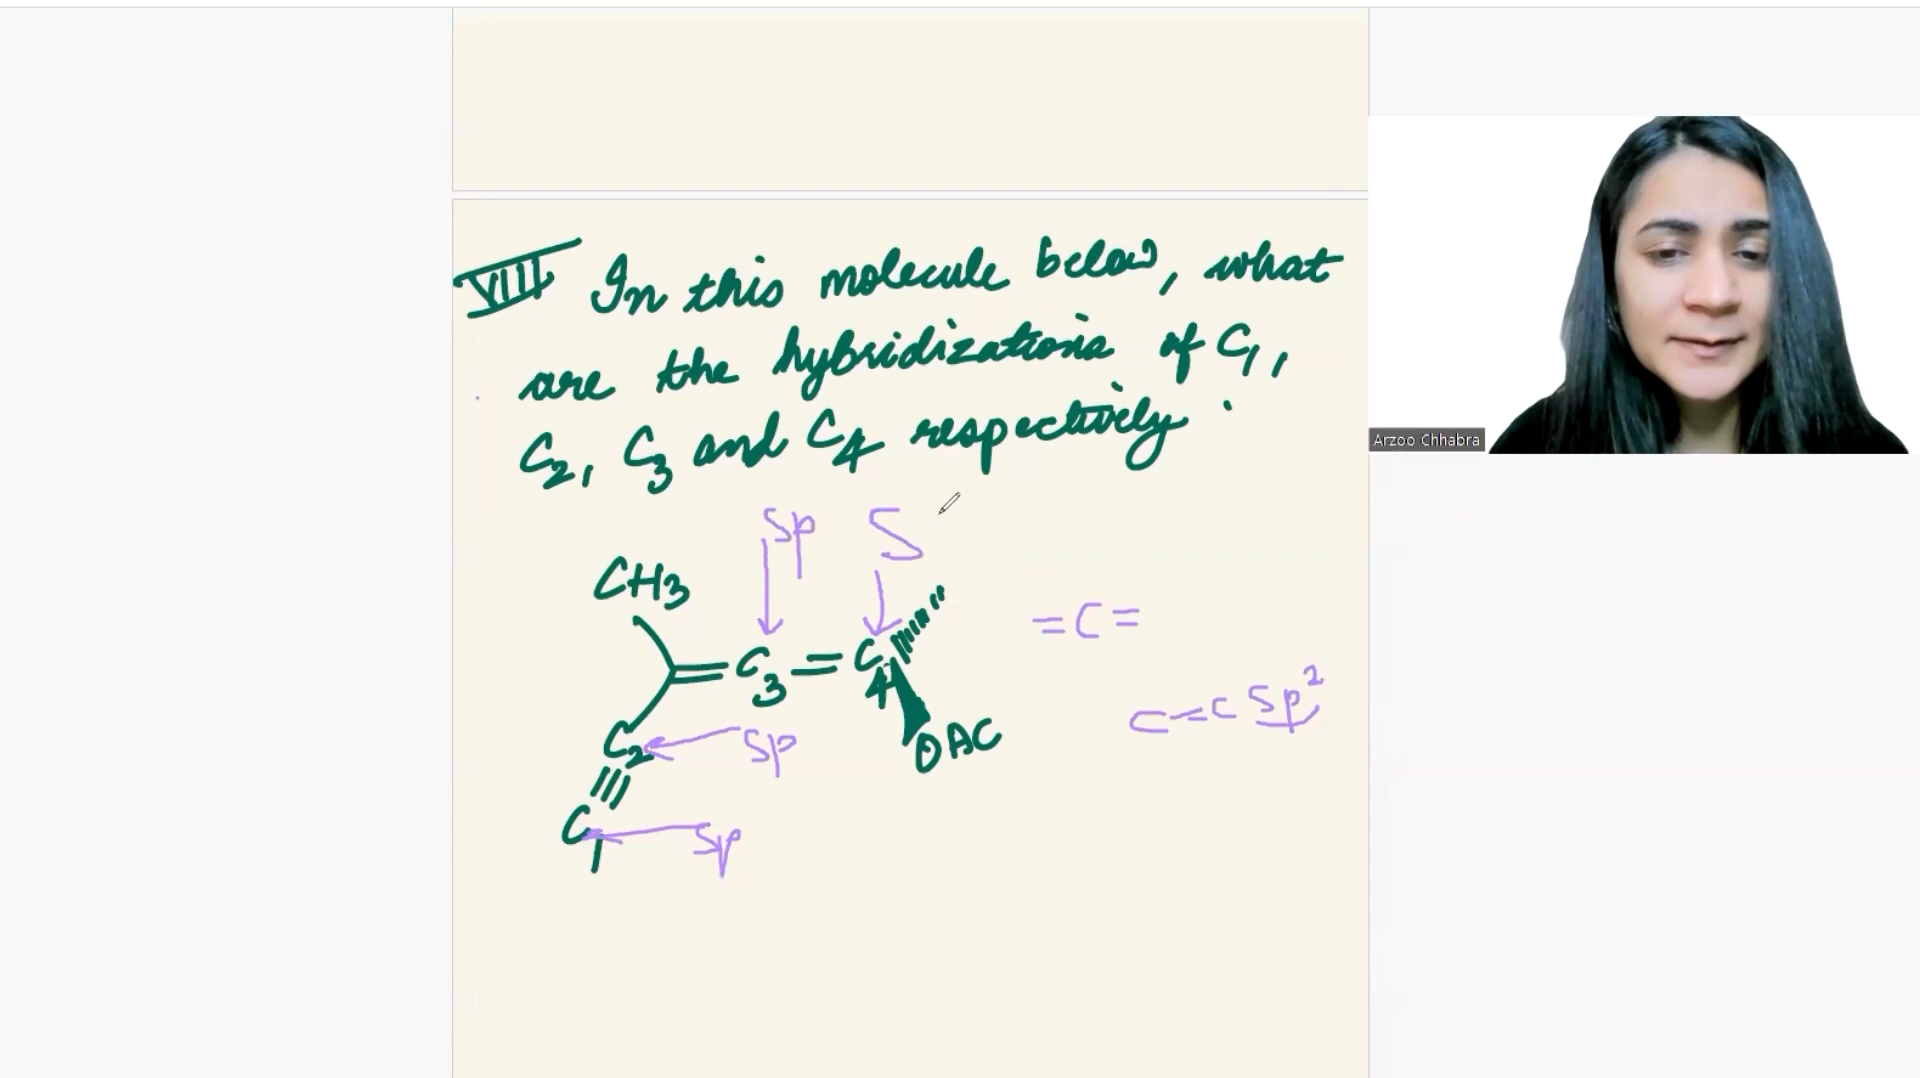 VIII In this molecule below, what
are the hybridizations of C1,
C2, C3 and C4 respectively.
Sp S
CH3
=C=
C3 = C4
C=C Sp2
C2 Sp
OAC
C1 Sp
Arzoo Chhabra